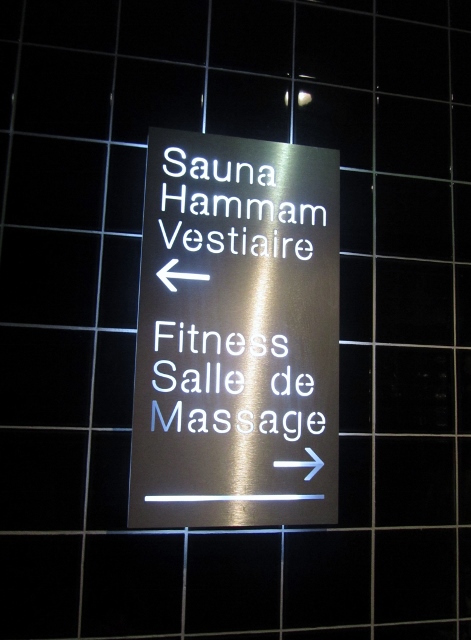 Sauna
Hammam
Vestiaire
←
Fitness
Salle de
Massage
→